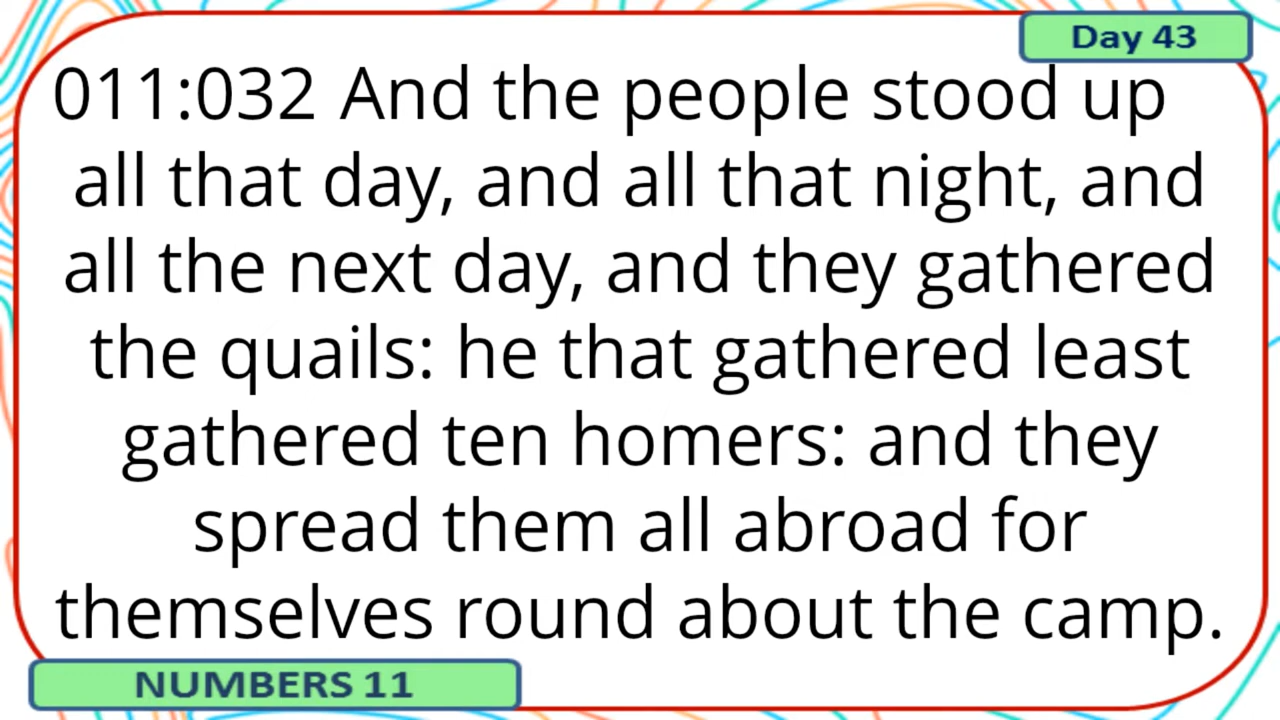 Day 43
011:032 And the people stood up
all that day, and all that night, and
all the next day, and they gathered
the quails: he that gathered least
gathered ten homers: and they
spread them all abroad for
themselves round about the camp.
NUMBERS 11